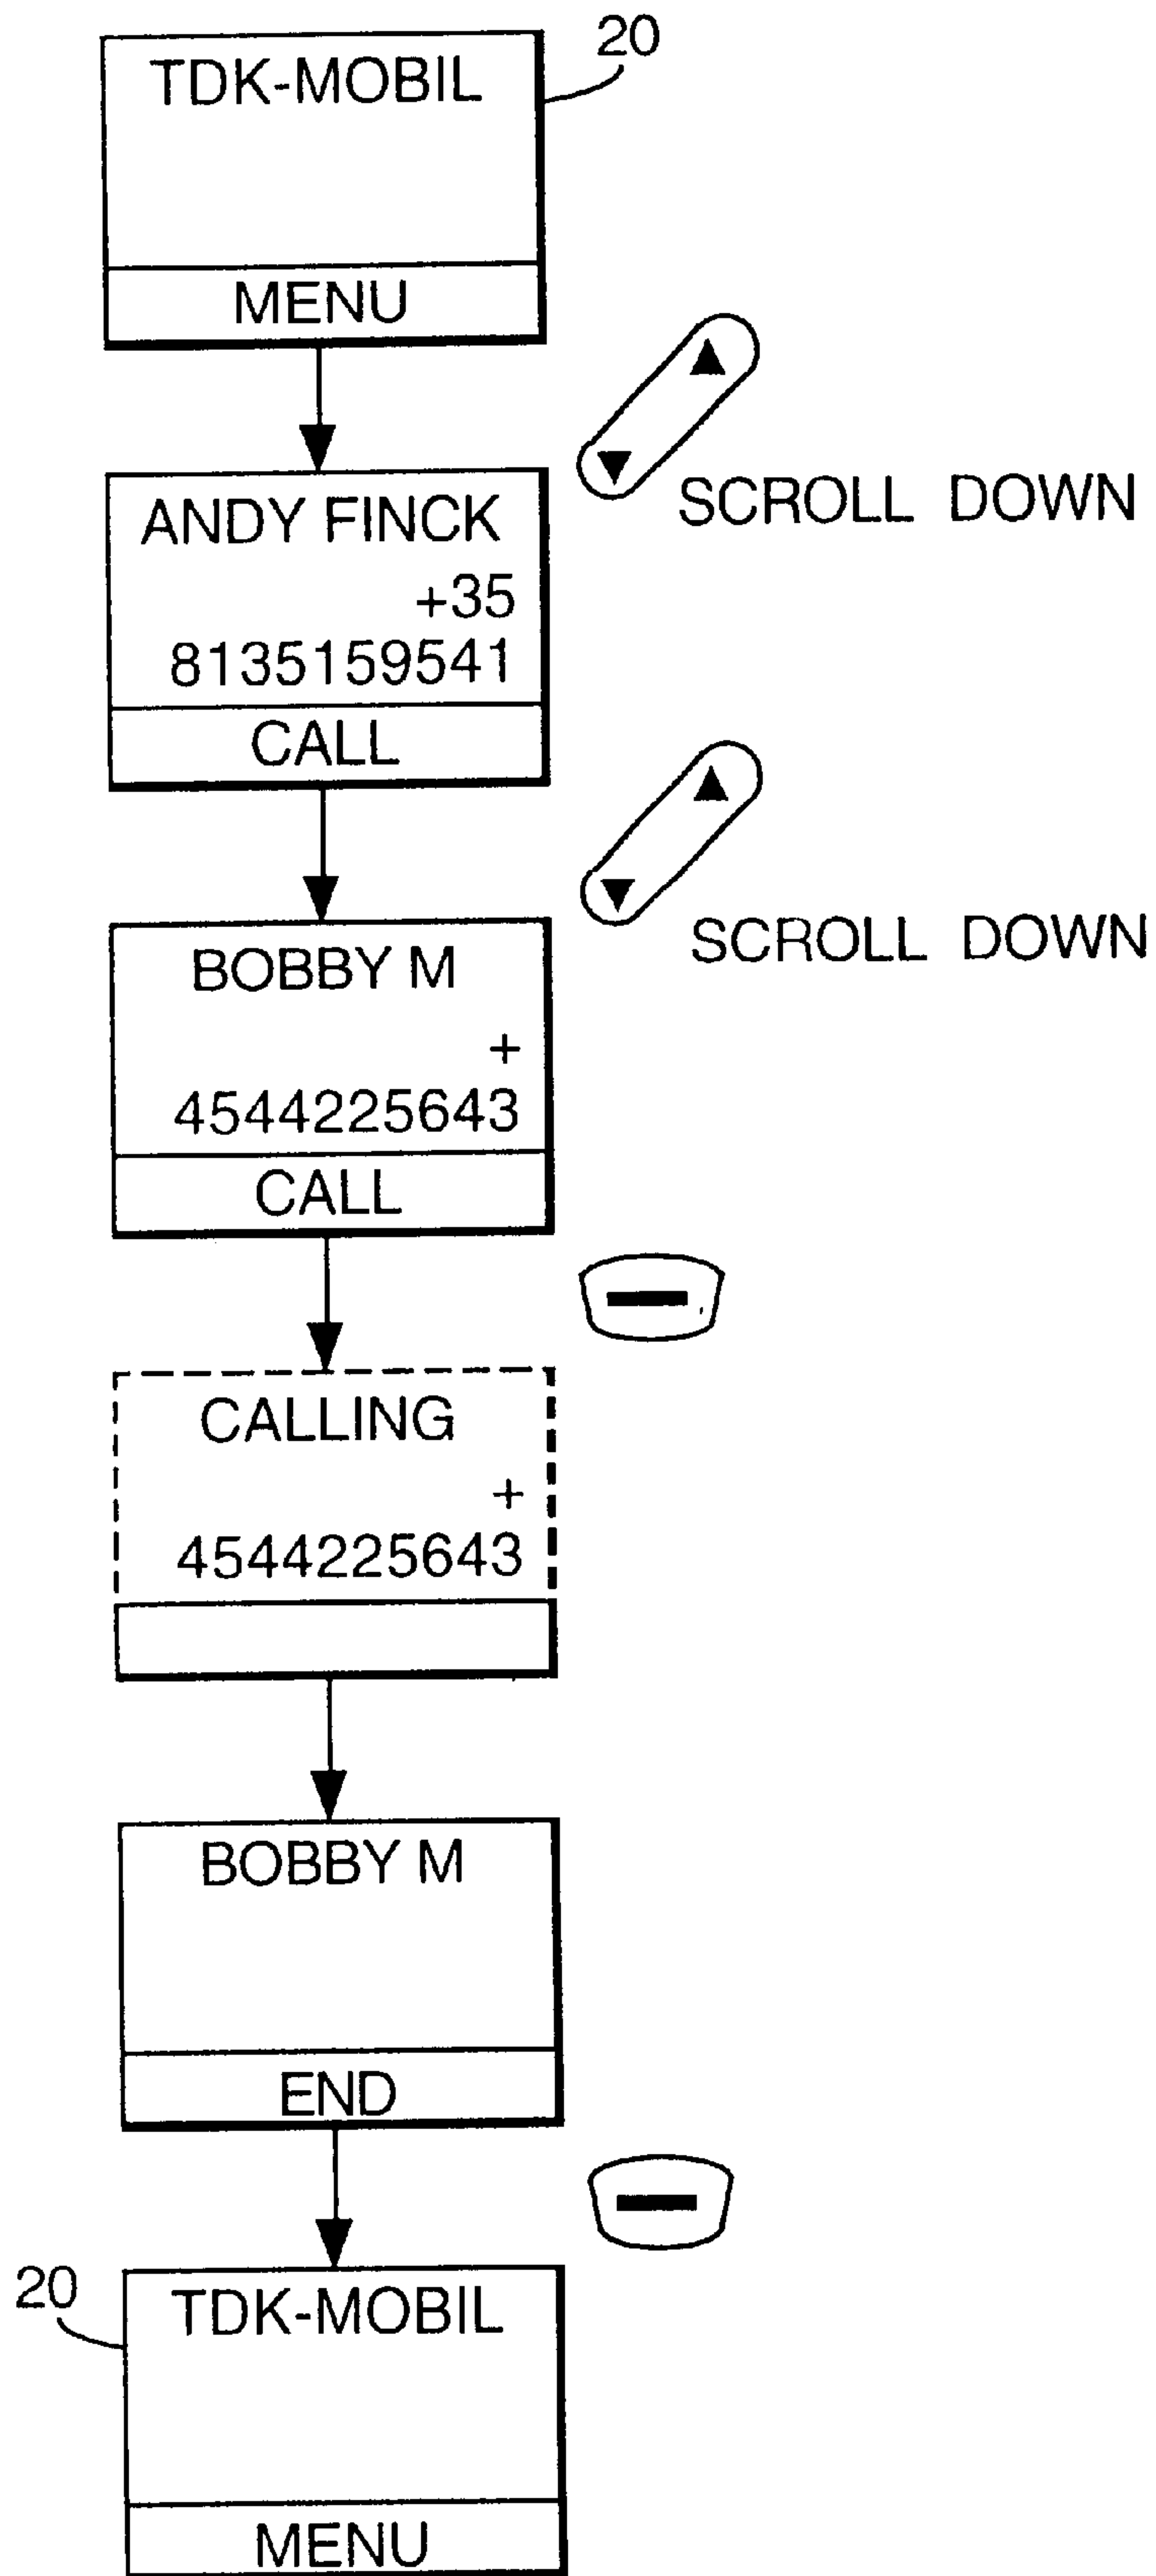 20
TDK-MOBIL
MENU
SCROLL DOWN
ANDY FINCK
+35
8135159541
CALL
SCROLL DOWN
BOBBY M
+
4544225643
CALL
CALLING
+
4544225643
BOBBY M
END
20
TDK-MOBIL
MENU